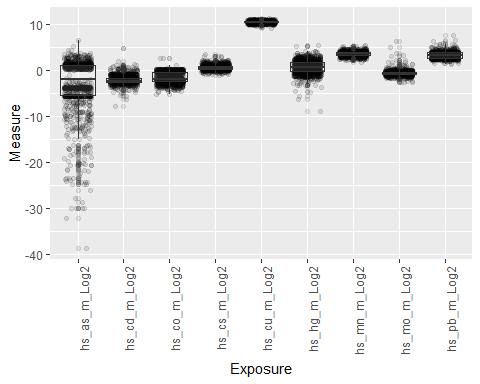 10
0
-10
-20
-30
-40
Measure
hs_as_m_Log2
hs_cd_m_Log2
hs_co_m_Log2
hs_cs_m_Log2
hs_cu_m_Log2
hs_hg_m_Log2
hs_mn_m_Log2
hs_mo_m_Log2
hs_pb_m_Log2
Exposure